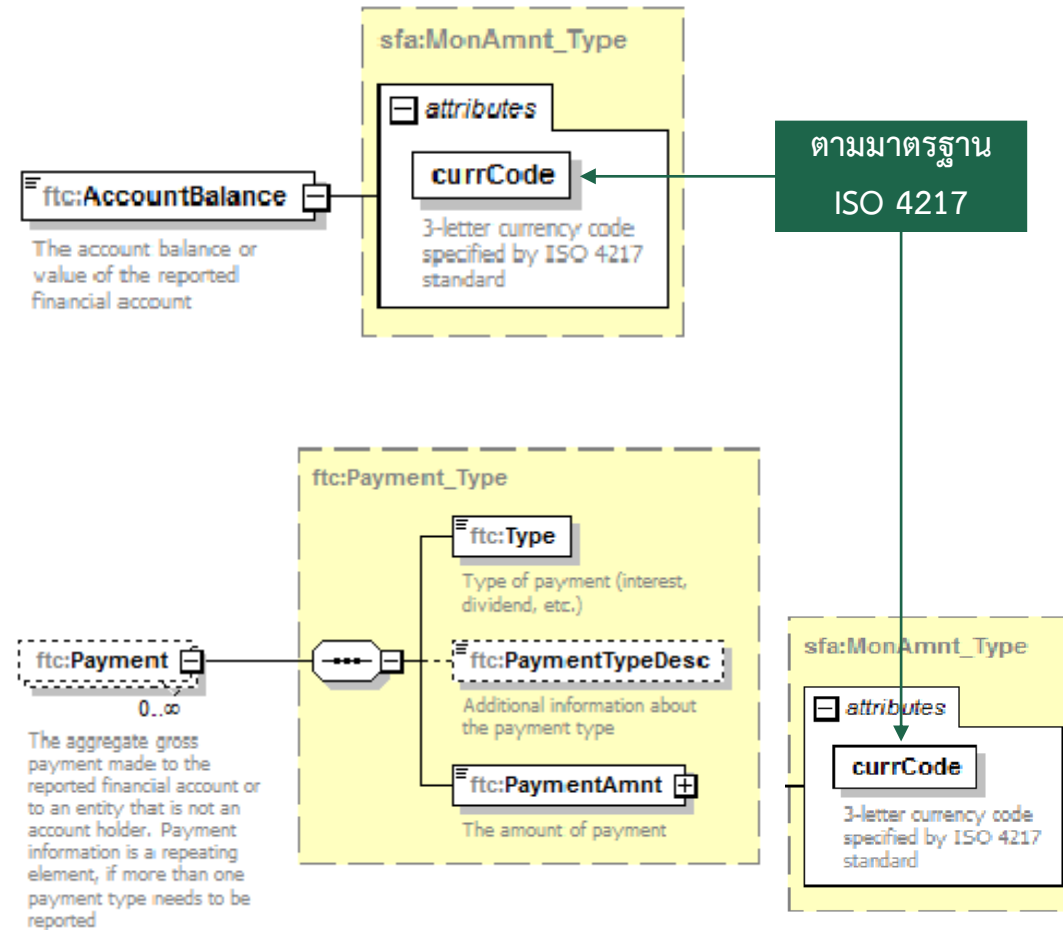 sfa:MonAmnt_Type
attributes
currCode
3-letter currency code
specified by ISO 4217
standard
ftc:AccountBalance
The account balance or
value of the reported
financial account
ตามมาตรฐาน
ISO 4217
ftc:Payment_Type
ftc:Type
Type of payment (interest,
dividend, etc.)
ftc:Payment
0..∞
The aggregate gross
payment made to the
reported financial account or
to an entity that is not an
account holder. Payment
information is a repeating
element, if more than one
payment type needs to be
reported
ftc:PaymentTypeDesc
Additional information about
the payment type
ftc:PaymentAmnt
The amount of payment
sfa:MonAmnt_Type
attributes
currCode
3-letter currency code
specified by ISO 4217
standard